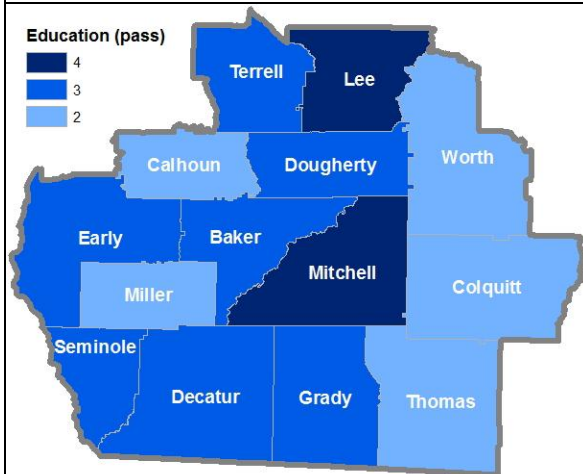 Education (pass)
4
3
2
Terrell
Lee
Calhoun
Dougherty
Worth
Early
Baker
Mitchell
Miller
Colquitt
Seminole
Decatur
Grady
Thomas